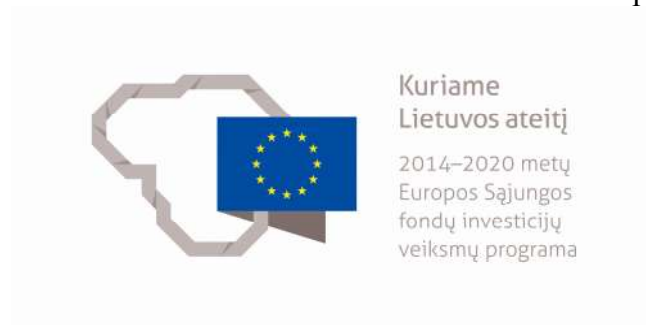 Kuriame
Lietuvos ateitį
2014–2020 metų
Europos Sąjungos
fondų investicijų
veiksmų programa